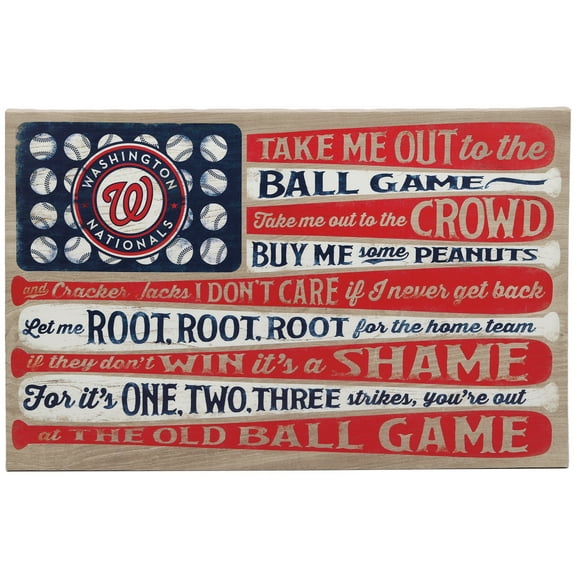 WASHINGTON
W
NATIONALS
TAKE ME OUT to the
BALL GAME
Take me out to the CROWD
BUY ME some PEANUTS
and Cracker Jacks I DON'T CARE if I never get back
Let me ROOT, ROOT, ROOT for the home team
if they don't WIN it's a SHAME
For it's ONE, TWO, THREE strikes, you're out
at THE OLD BALL GAME